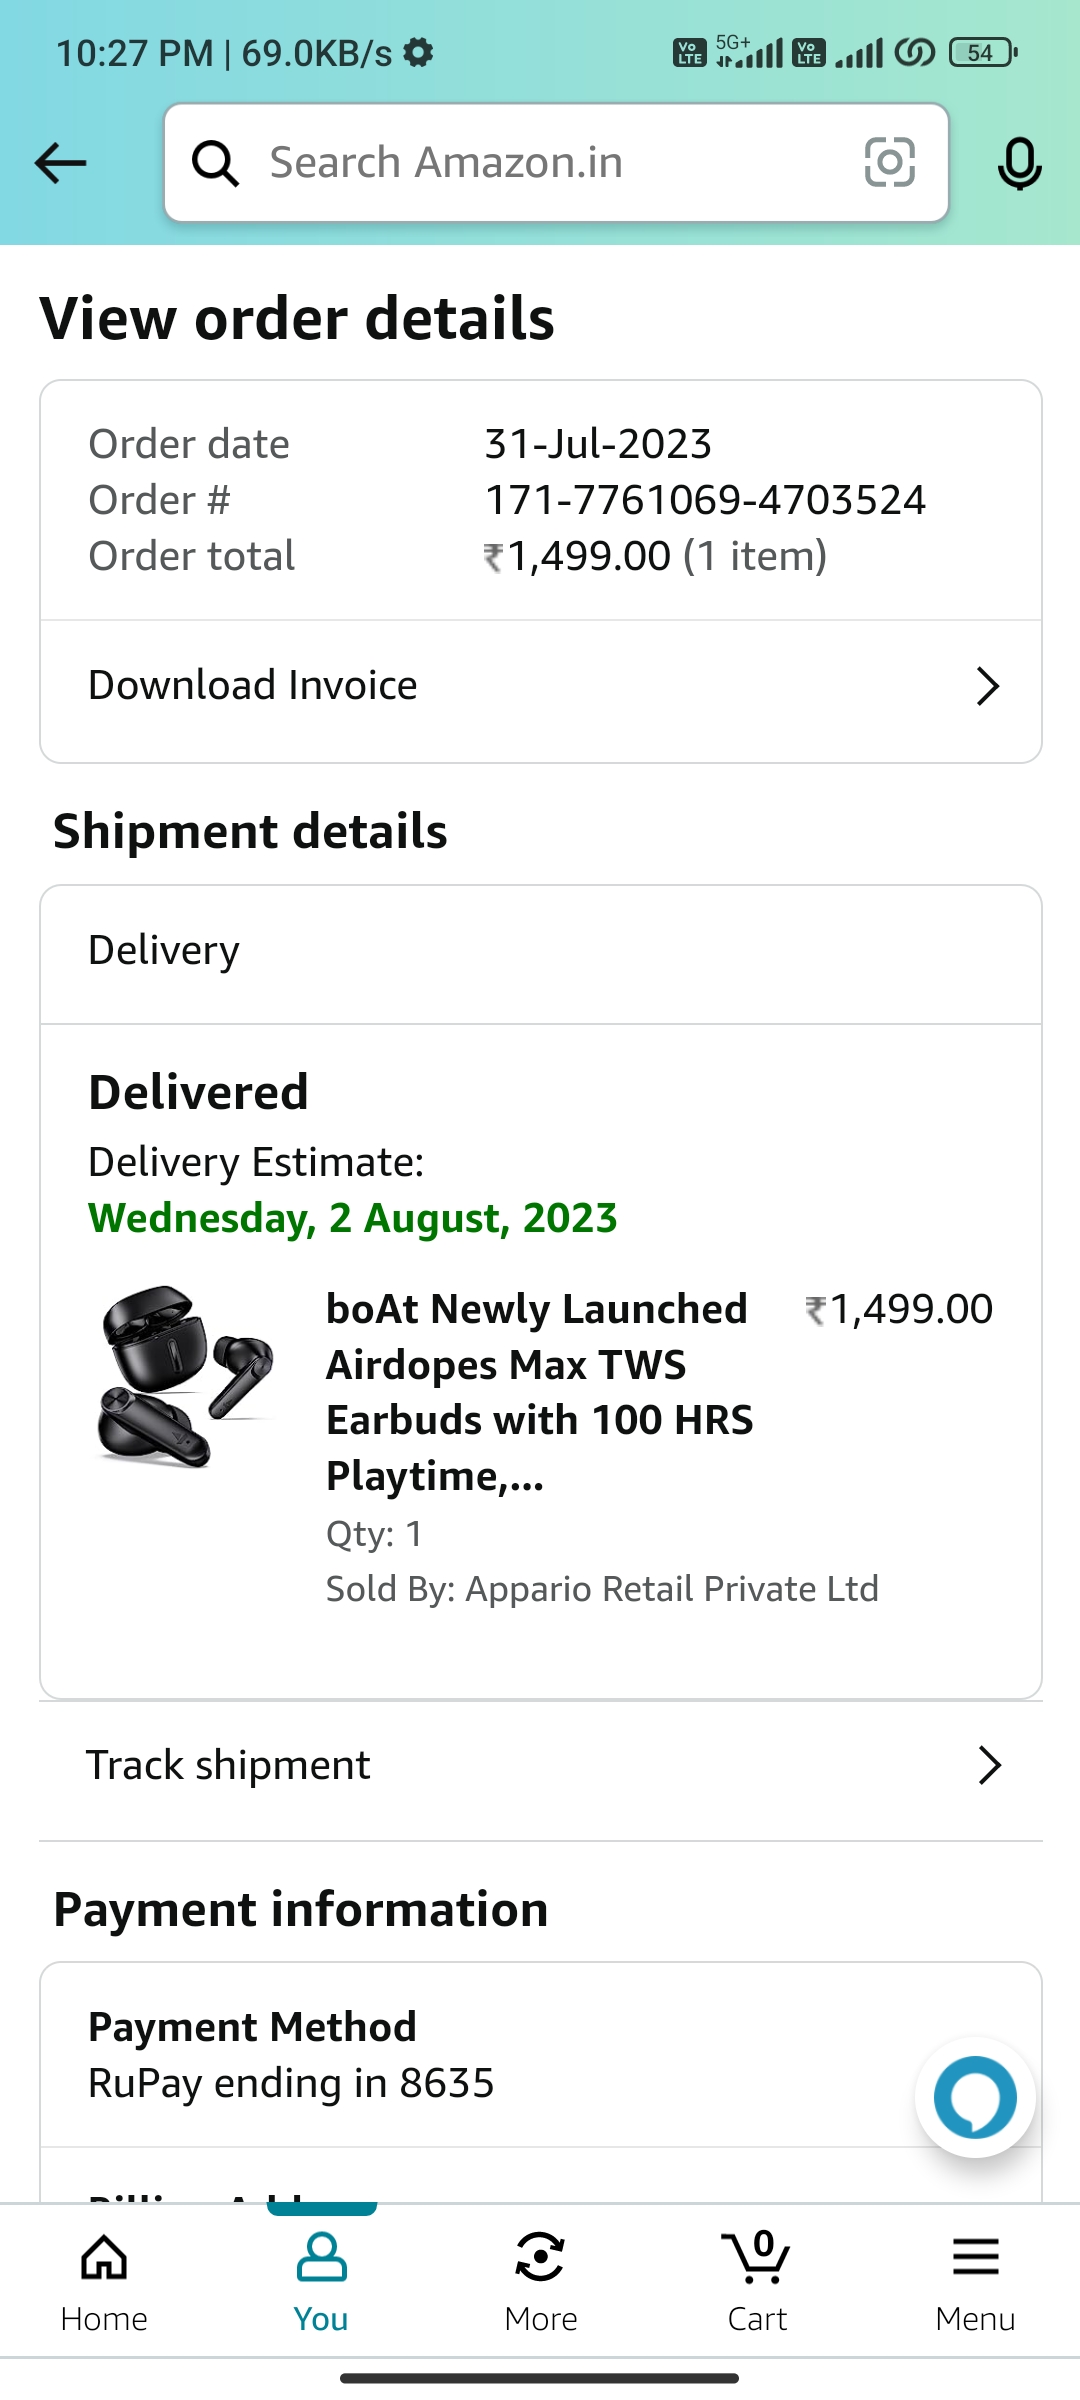 10:27 PM | 69.0KB/s
Vo LTE 5G+ Vo LTE 54
Search Amazon.in
View order details
Order date 31-Jul-2023
Order # 171-7761069-4703524
Order total ₹1,499.00 (1 item)
Download Invoice
Shipment details
Delivery
Delivered
Delivery Estimate:
Wednesday, 2 August, 2023
boAt Newly Launched ₹1,499.00
Airdopes Max TWS
Earbuds with 100 HRS
Playtime,...
Qty: 1
Sold By: Appario Retail Private Ltd
Track shipment
Payment information
Payment Method
RuPay ending in 8635
0
Home You More Cart Menu